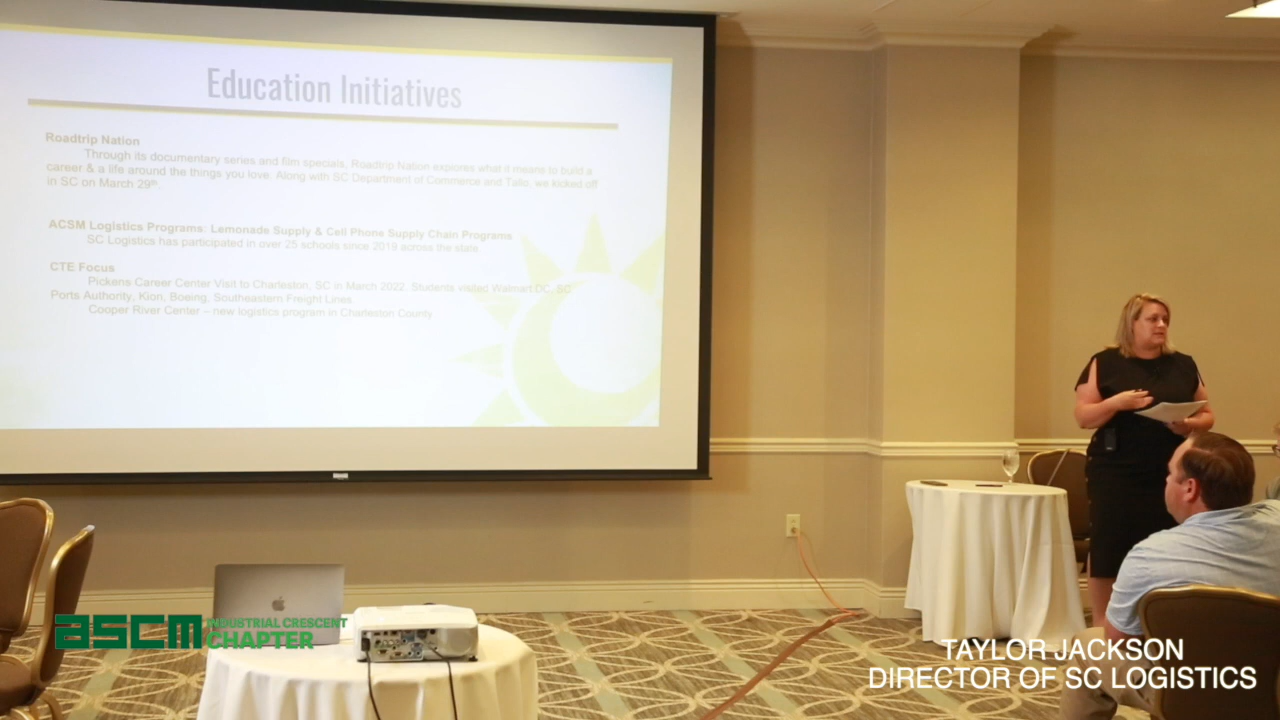 Education Initiatives
Roadtrip Nation
Through its documentary series and film specials, Roadtrip Nation explores what it means to build a
career & a life around the things you love. Along with SC Department of Commerce and Tallo, we kicked off
in SC on March 29th
ACSM Logistics Programs: Lemonade Supply & Cell Phone Supply Chain Programs
SC Logistics has participated in over 25 schools since 2019 across the state
CTE Focus
Pickens Career Center Visit to Charleston, SC in March 2022. Students visited Walmart DC, SC
Ports Authority, Kion, Boeing, Southeastern Freight Lines
Cooper River Center – new logistics program in Charleston County
ascm INDUSTRIAL CRESCENT
CHAPTER
TAYLOR JACKSON
DIRECTOR OF SC LOGISTICS